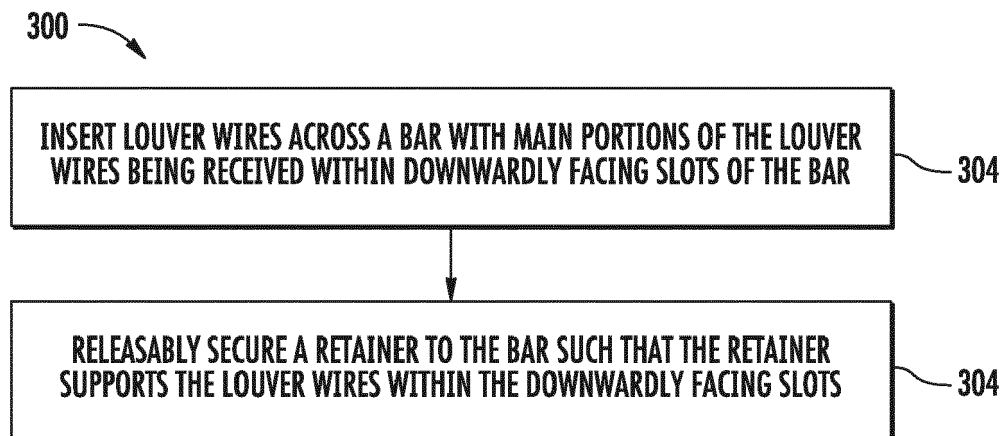 300
INSERT LOUVER WIRES ACROSS A BAR WITH MAIN PORTIONS OF THE LOUVER
WIRES BEING RECEIVED WITHIN DOWNWARDLY FACING SLOTS OF THE BAR
304
RELEASABLY SECURE A RETAINER TO THE BAR SUCH THAT THE RETAINER
SUPPORTS THE LOUVER WIRES WITHIN THE DOWNWARDLY FACING SLOTS
304